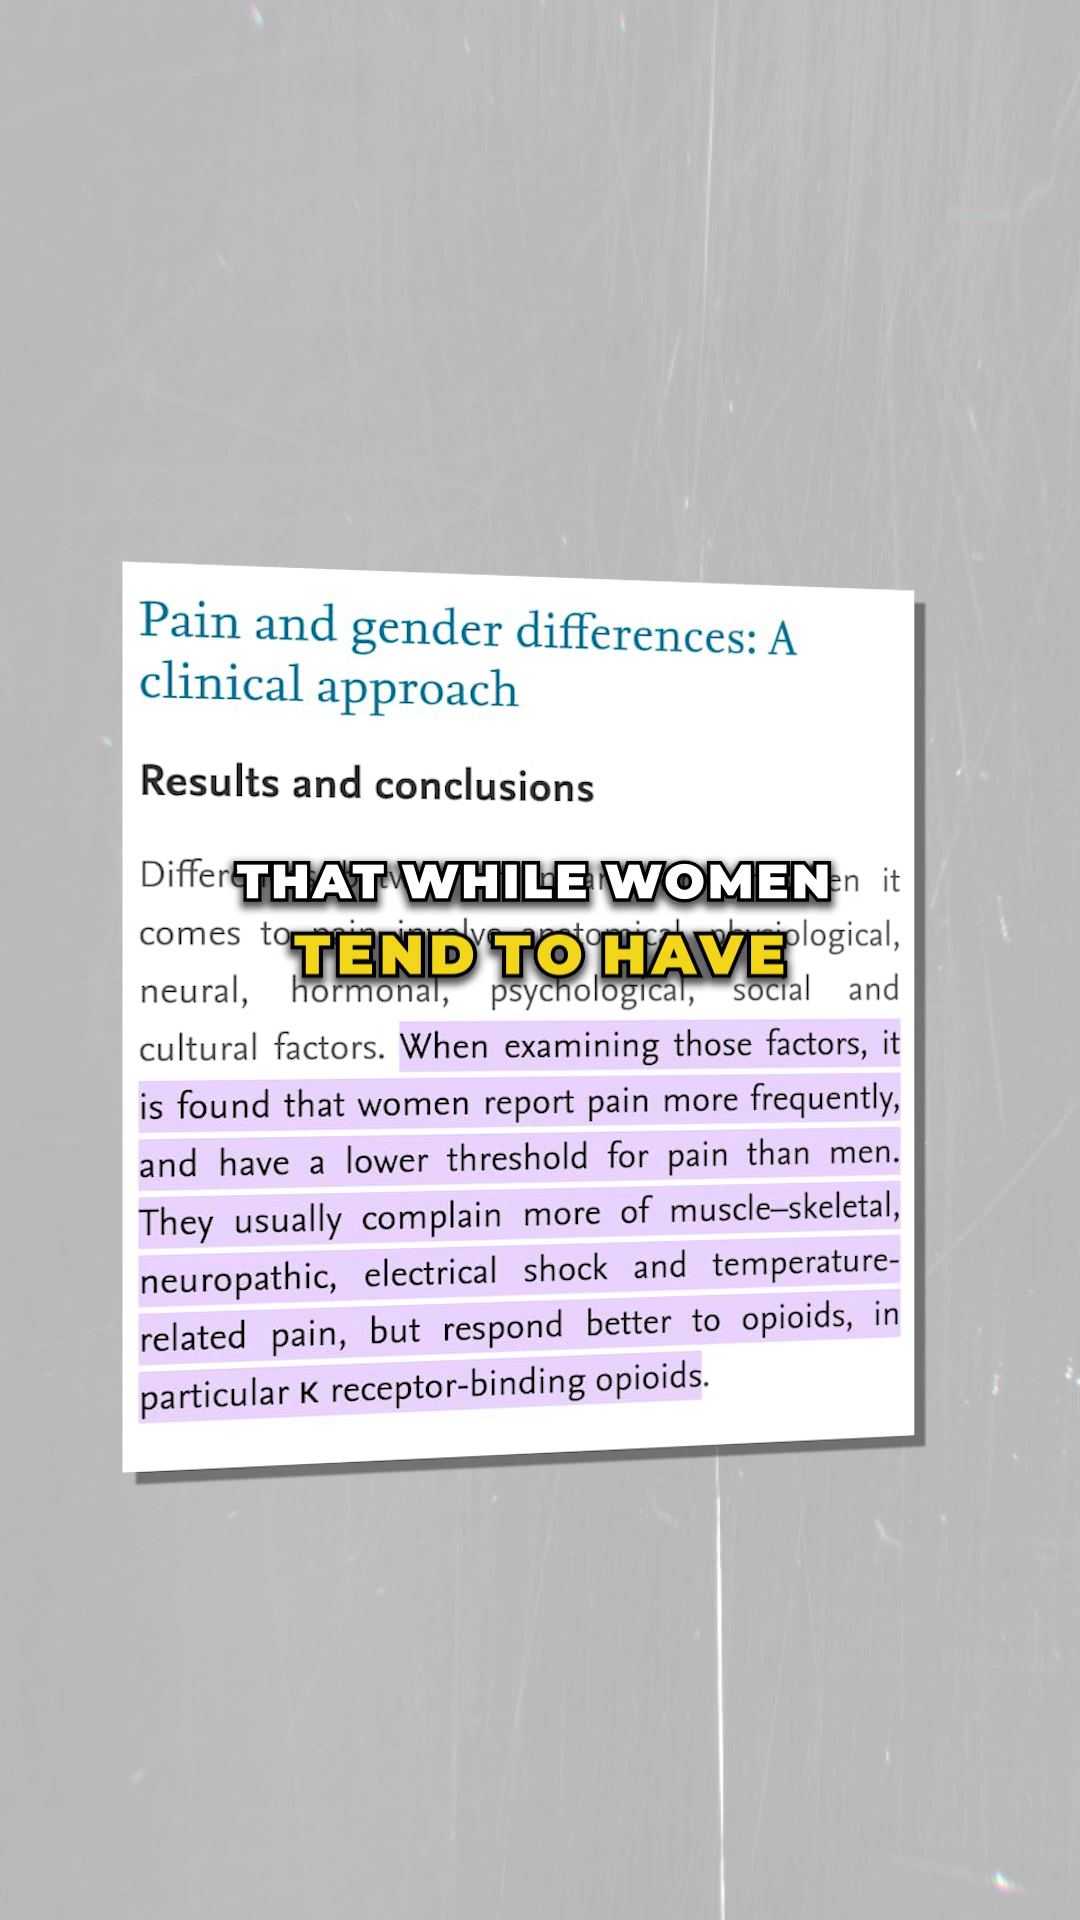 Pain and gender differences: A
clinical approach
Results and conclusions
THAT WHILE WOMEN
it
comes to
TEND TO HAVE
neural, hormonal, psychological, social and
cultural factors. When examining those factors, it
is found that women report pain more frequently,
and have a lower threshold for pain than men.
They usually complain more of muscle–skeletal,
neuropathic, electrical shock and temperature-
related pain, but respond better to opioids, in
particular κ receptor-binding opioids.